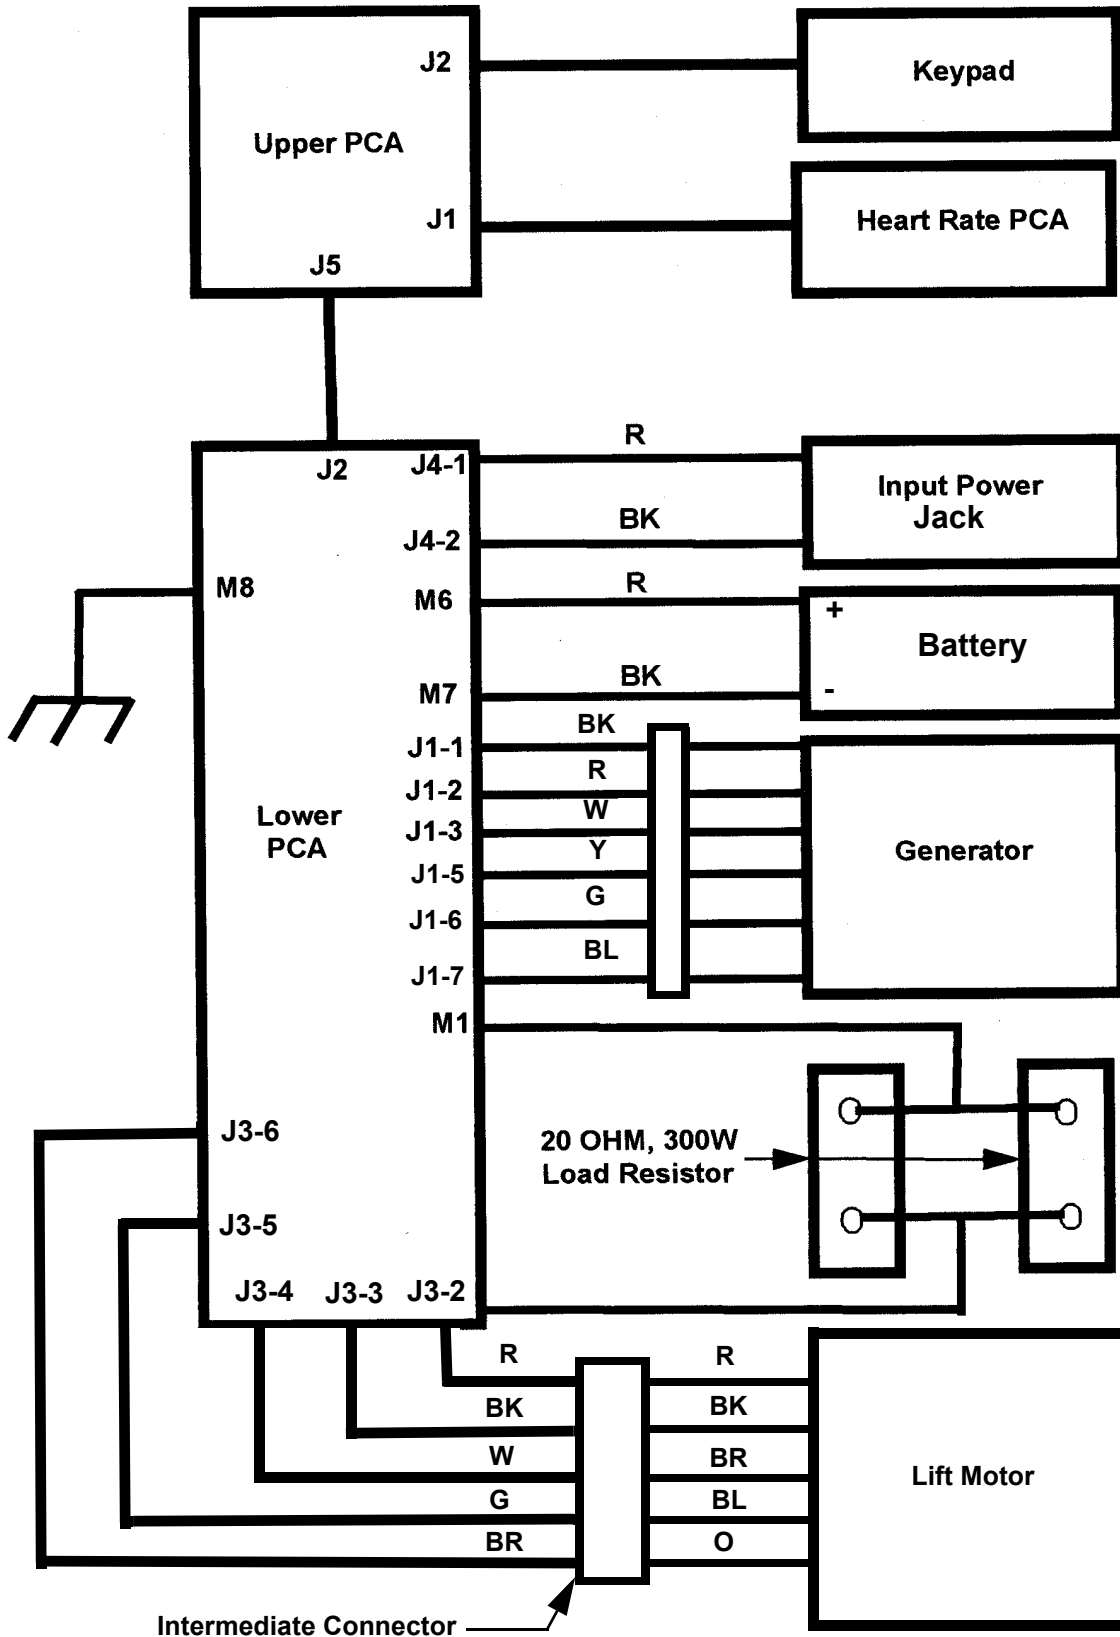 J2
Keypad
Upper PCA
J1
Heart Rate PCA
J5
J2
J4-1
R
Input Power
Jack
J4-2
BK
M8
M6
R
+
Battery
M7
BK
-
J1-1
BK
J1-2
R
J1-3
W
Lower
PCA
J1-5
Y
Generator
J1-6
G
J1-7
BL
M1
J3-6
20 OHM, 300W
Load Resistor
J3-5
J3-4
J3-3
J3-2
R
R
BK
BK
W
BR
Lift Motor
G
BL
BR
O
Intermediate Connector